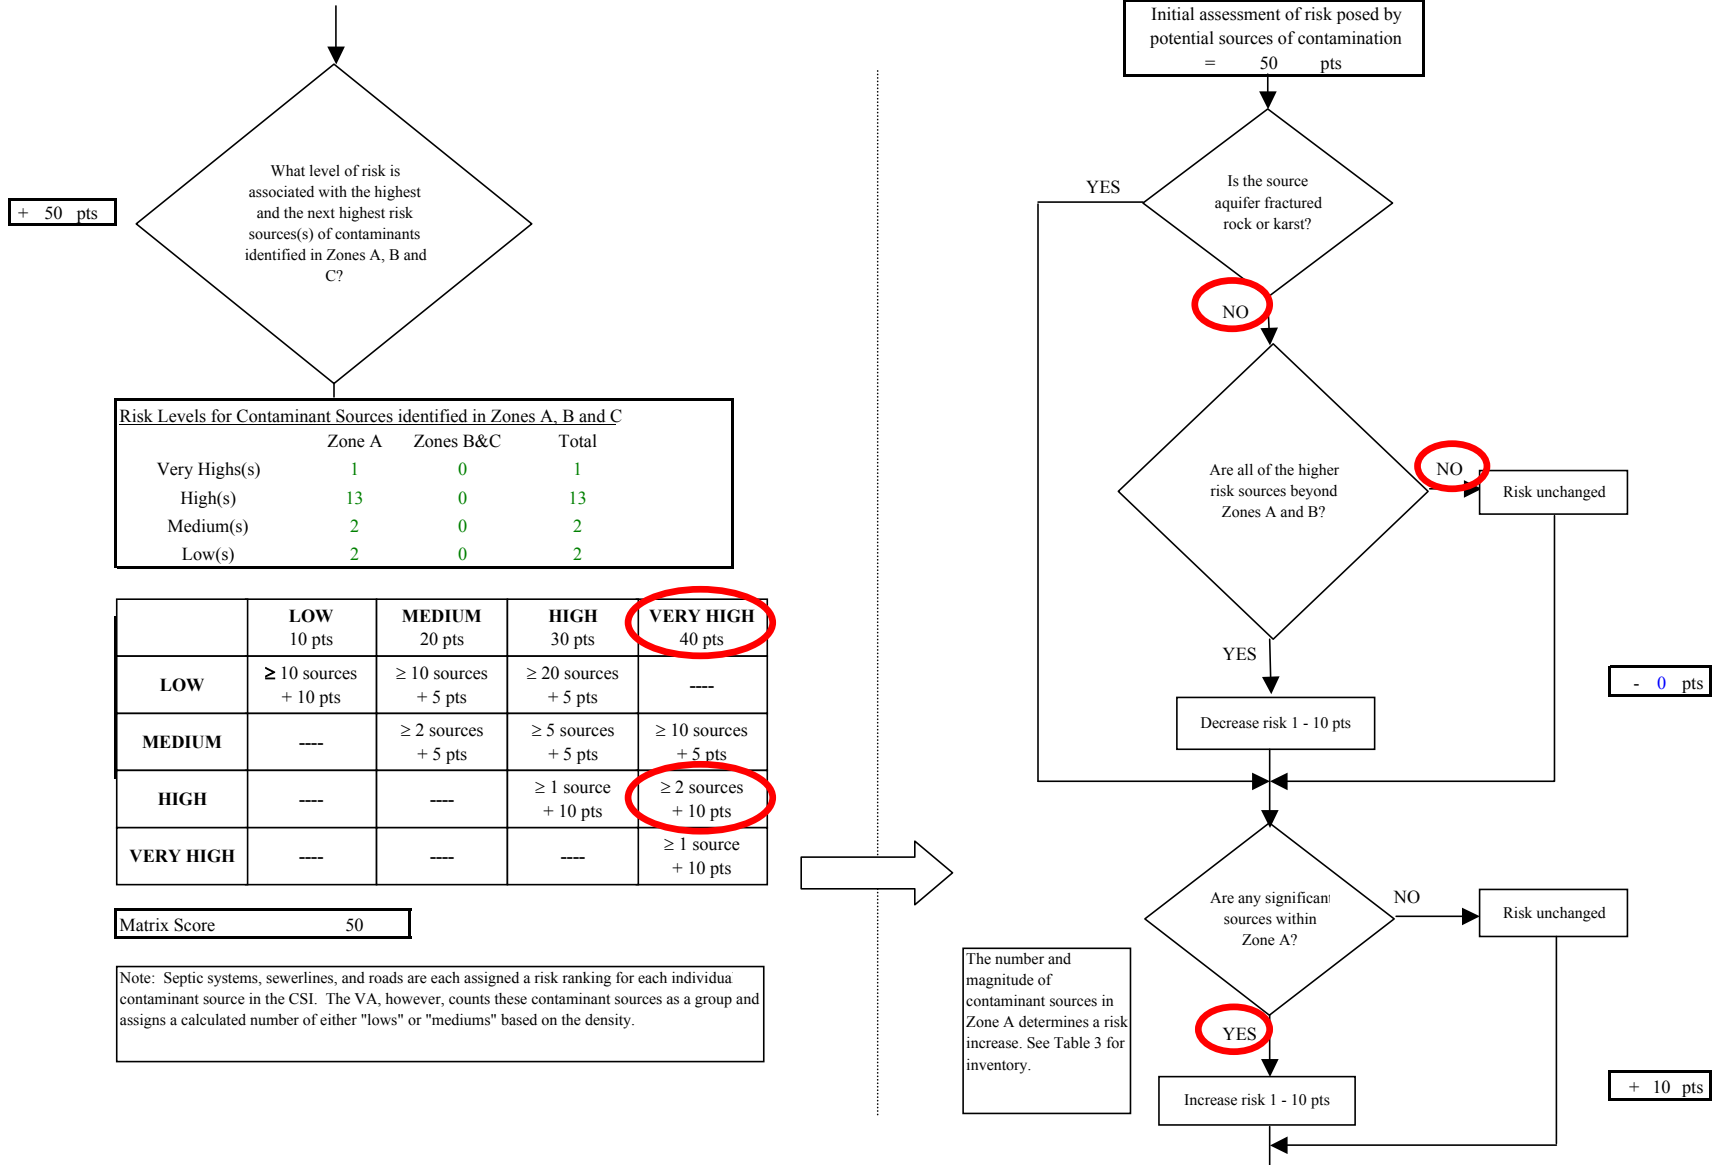 What level of risk is
associated with the highest
and the next highest risk
sources(s) of contaminants
identified in Zones A, B and
C?
+ 50 pts
Risk Levels for Contaminant Sources identified in Zones A, B and C
Zone A Zones B&C Total
Very Highs(s) 1 0 1
High(s) 13 0 13
Medium(s) 2 0 2
Low(s) 2 0 2
LOW MEDIUM HIGH VERY HIGH
10 pts 20 pts 30 pts 40 pts
LOW ≥ 10 sources ≥ 10 sources ≥ 20 sources ----
+ 10 pts + 5 pts + 5 pts
MEDIUM ---- ≥ 2 sources ≥ 5 sources ≥ 10 sources
+ 5 pts + 5 pts + 5 pts
HIGH ---- ---- ≥ 1 source ≥ 2 sources
+ 10 pts + 10 pts
VERY HIGH ---- ---- ---- ≥ 1 source
+ 10 pts
Matrix Score 50
Note: Septic systems, sewerlines, and roads are each assigned a risk ranking for each individua
contaminant source in the CSI. The VA, however, counts these contaminant sources as a group and
assigns a calculated number of either "lows" or "mediums" based on the density.
Initial assessment of risk posed by
potential sources of contamination
= 50 pts
Is the source
aquifer fractured
rock or karst?
YES
NO
Are all of the higher
risk sources beyond
Zones A and B?
NO
Risk unchanged
YES
Decrease risk 1 - 10 pts
- 0 pts
Are any significant
sources within
Zone A?
NO
Risk unchanged
The number and
magnitude of
contaminant sources in
Zone A determines a risk
increase. See Table 3 for
inventory.
YES
Increase risk 1 - 10 pts
+ 10 pts